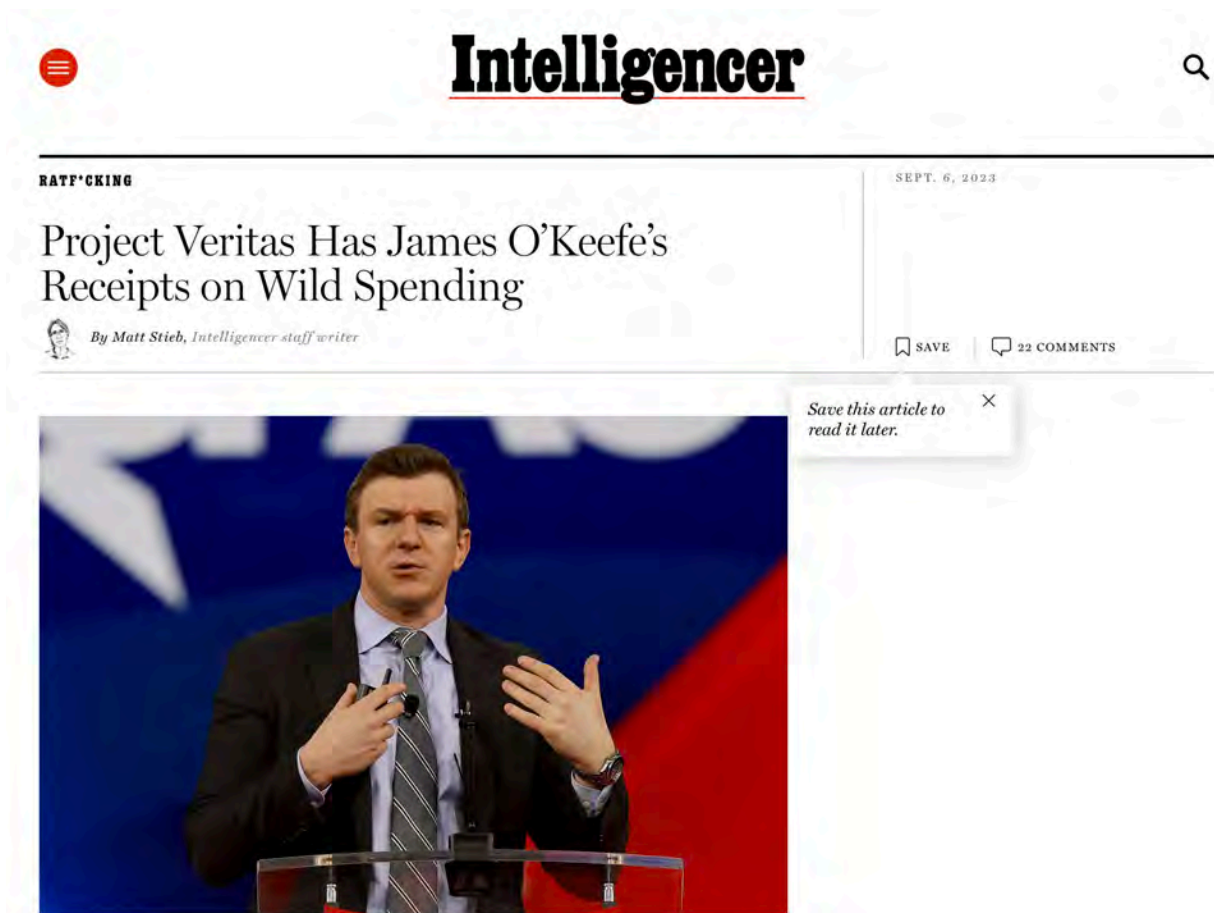 Intelligencer
RATF*CKING
SEPT. 6, 2023
Project Veritas Has James O’Keefe’s
Receipts on Wild Spending
By Matt Stieb, Intelligencer staff writer
SAVE
22 COMMENTS
Save this article to
read it later.